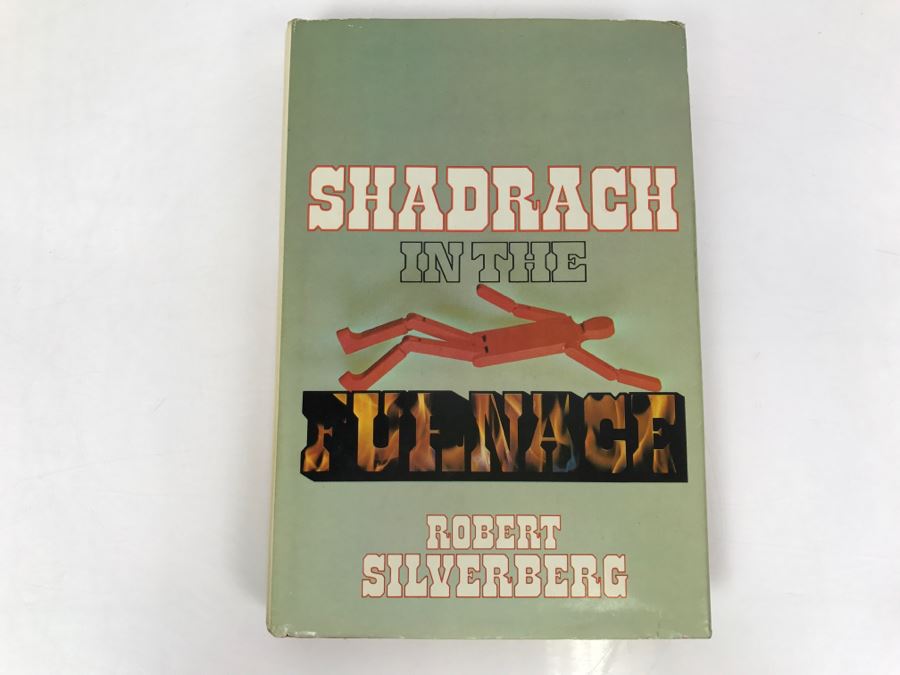 SHADRACH
IN THE
FURNACE
ROBERT
SILVERBERG